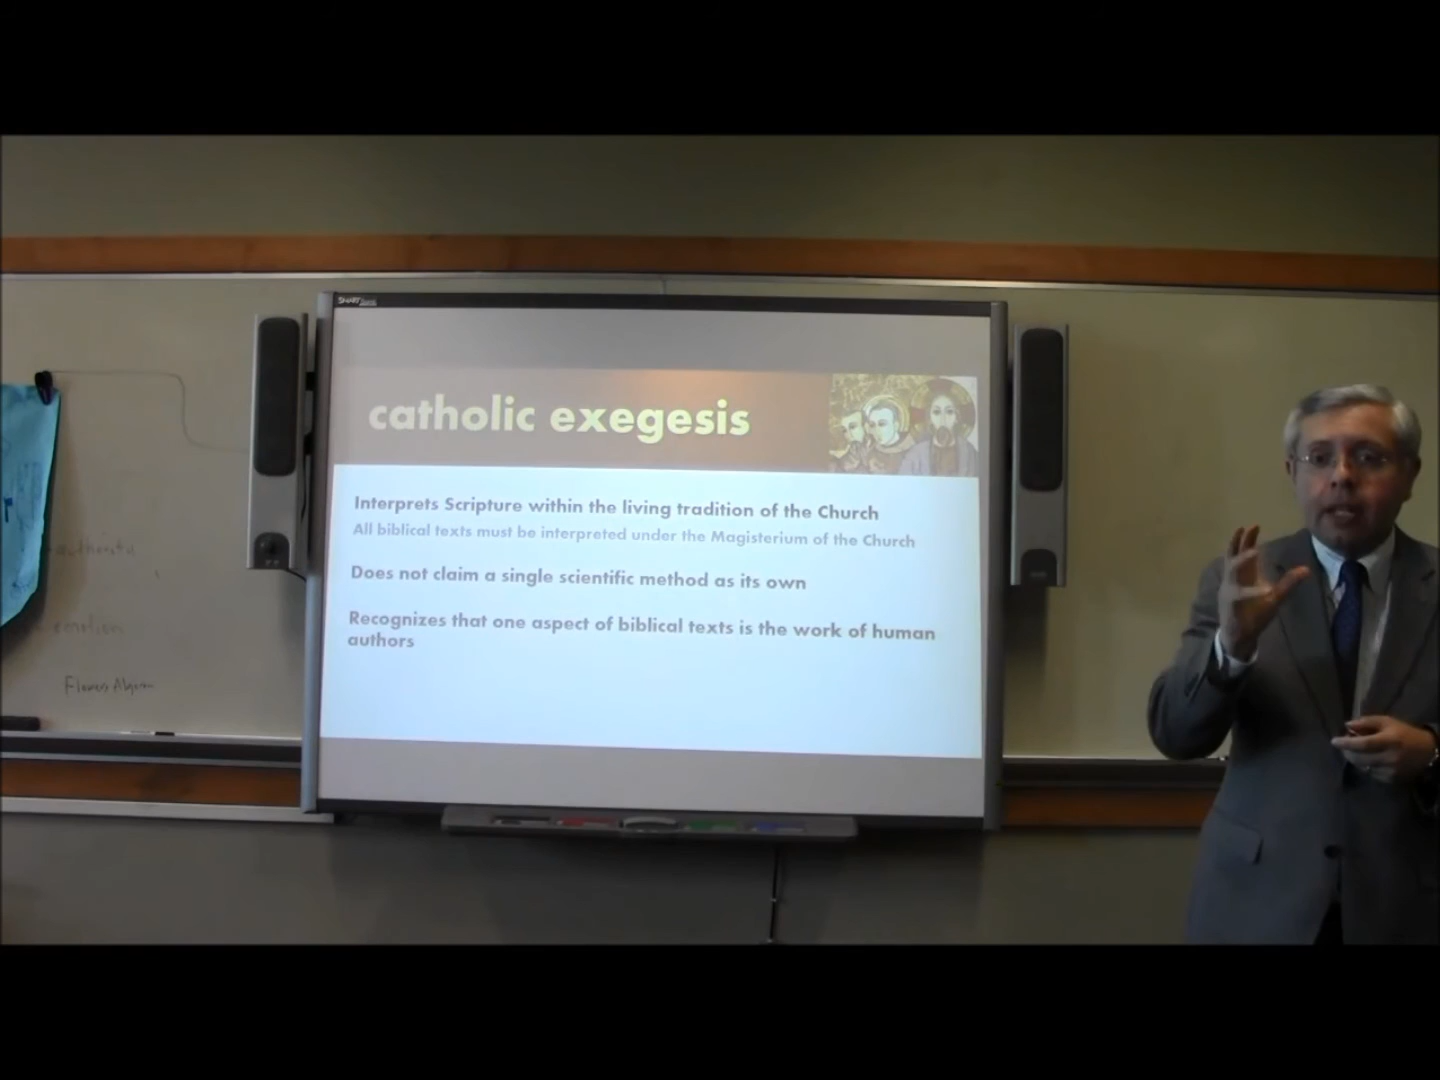 SMART
catholic exegesis
Interprets Scripture within the living tradition of the Church
All biblical texts must be interpreted under the Magisterium of the Church
Does not claim a single scientific method as its own
Recognizes that one aspect of biblical texts is the work of human
authors
emotion